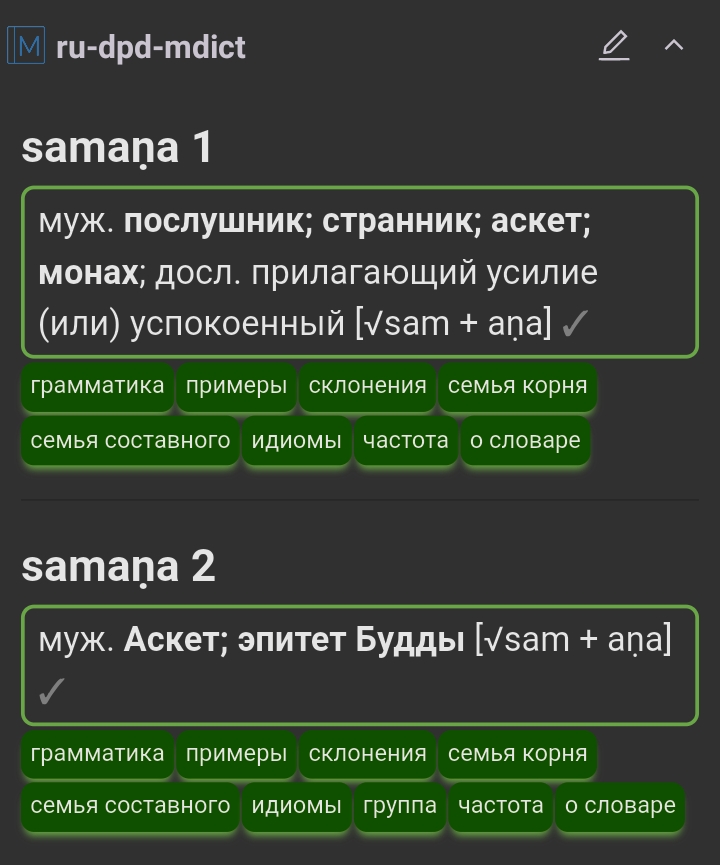 M ru-dpd-mdict
samaṇa 1
муж. послушник; странник; аскет;
монах; досл. прилагающий усилие
(или) успокоенный [√sam + aṇa] ✓
грамматика примеры склонения семья корня
семья составного идиомы частота о словаре
samaṇa 2
муж. Аскет; эпитет Будды [√sam + aṇa]
✓
грамматика примеры склонения семья корня
семья составного идиомы группа частота о словаре